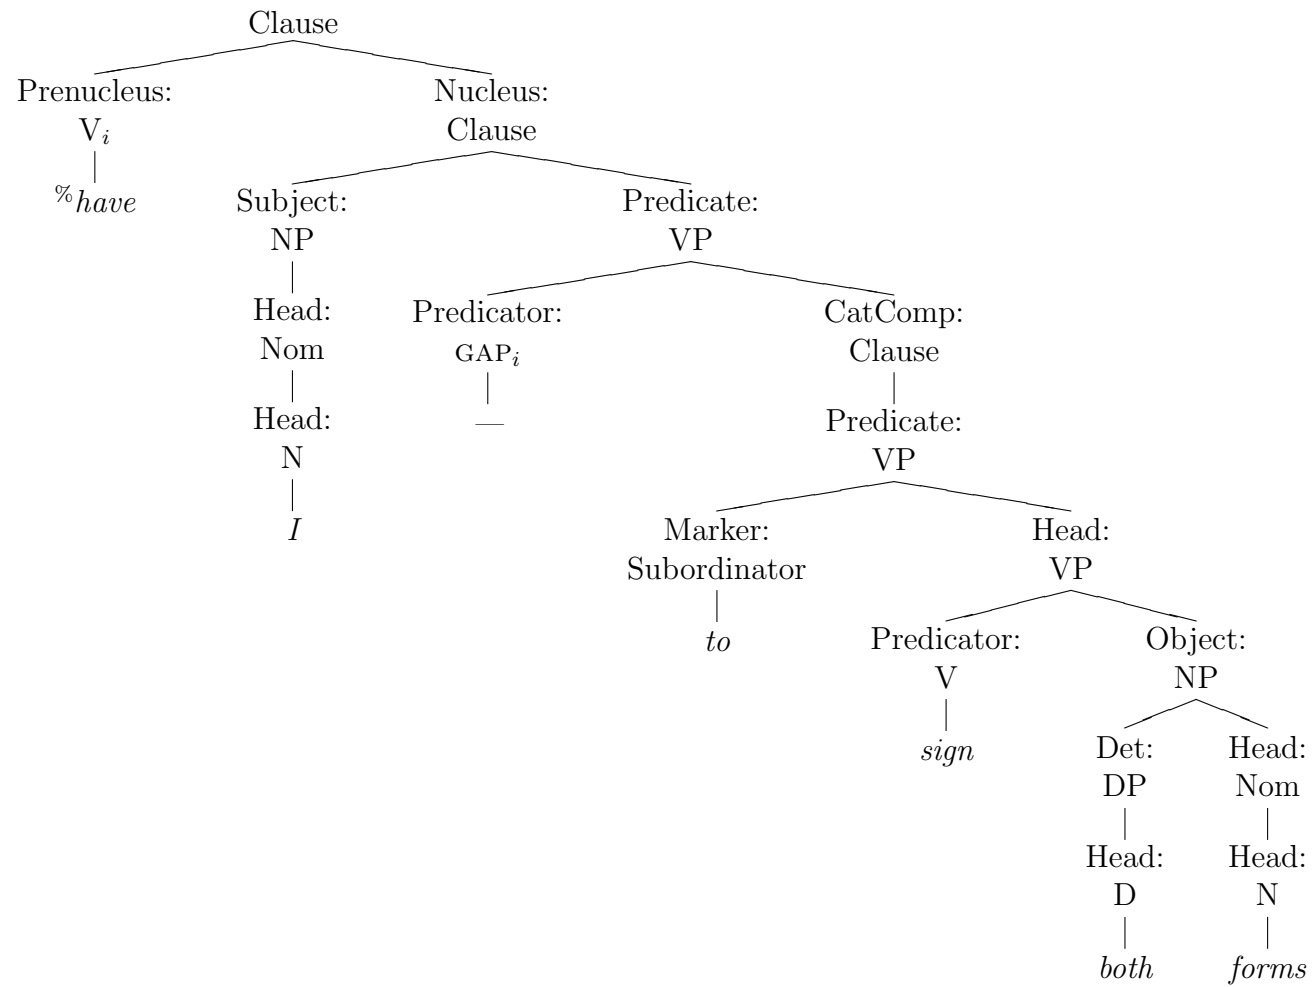 Clause
Prenucleus: Nucleus:
V_i Clause
%have Subject: Predicate:
NP VP
Head: Predicator: CatComp:
Nom GAP_i Clause
Head: — Predicate:
N VP
I Marker: Head:
Subordinator VP
to Predicator: Object:
V NP
sign Det: Head:
DP Nom
Head: Head:
D N
both forms